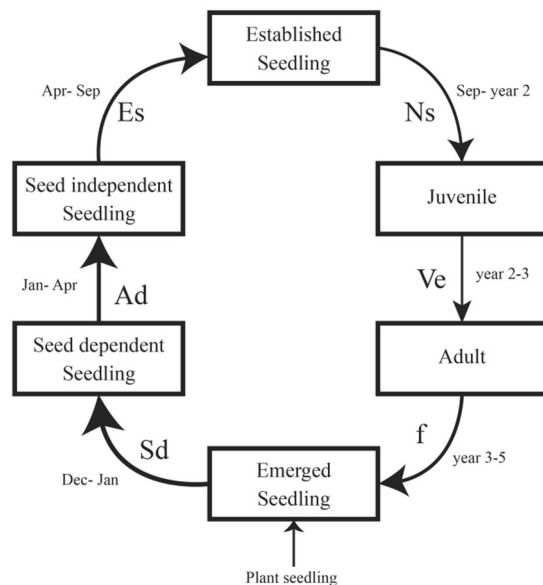 Established
Seedling
Apr- Sep
Es
Ns
Sep- year 2
Seed independent
Seedling
Juvenile
Jan- Apr
Ad
Ve
year 2-3
Seed dependent
Seedling
Adult
Sd
f
Dec- Jan
year 3-5
Emerged
Seedling
Plant seedling